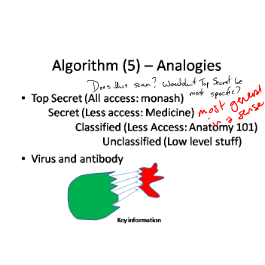 Algorithm (5) – Analogies
Does this scan? Wouldn't Top Secret be
most specific?
• Top Secret (All access: monash)
most general
Secret (Less access: Medicine)
in a sense
Classified (Less Access: Anatomy 101)
Unclassified (Low level stuff)
• Virus and antibody
Key information